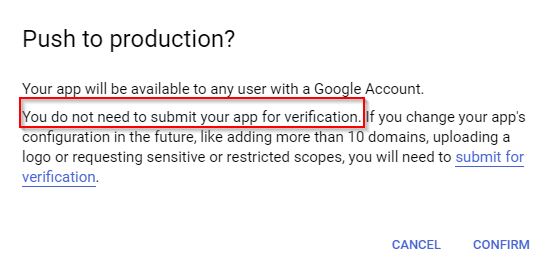 Push to production?
Your app will be available to any user with a Google Account.
You do not need to submit your app for verification. If you change your app's
configuration in the future, like adding more than 10 domains, uploading a
logo or requesting sensitive or restricted scopes, you will need to submit for
verification.
CANCEL CONFIRM